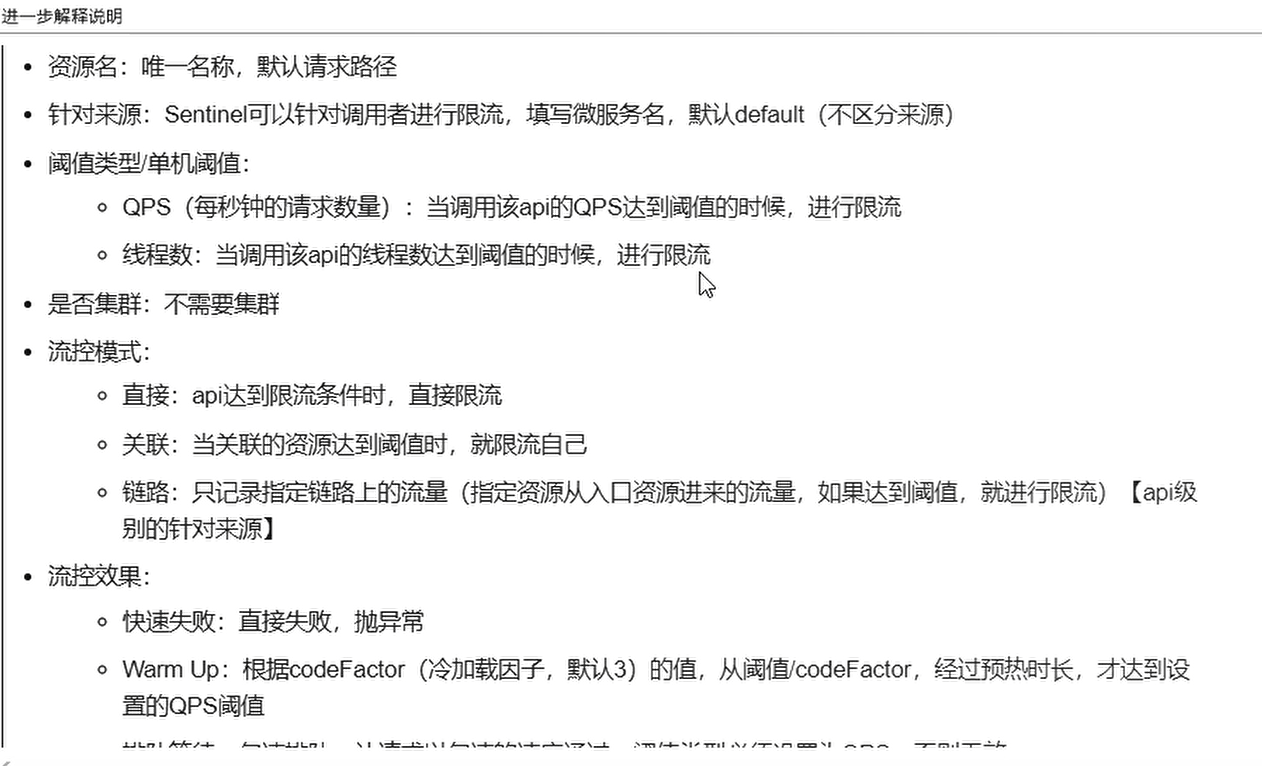 进一步解释说明
资源名：唯一名称，默认请求路径
针对来源：Sentinel可以针对调用者进行限流，填写微服务名，默认default（不区分来源）
阈值类型/单机阈值：
QPS（每秒钟的请求数量）：当调用该api的QPS达到阈值的时候，进行限流
线程数：当调用该api的线程数达到阈值的时候，进行限流
是否集群：不需要集群
流控模式：
直接：api达到限流条件时，直接限流
关联：当关联的资源达到阈值时，就限流自己
链路：只记录指定链路上的流量（指定资源从入口资源进来的流量，如果达到阈值，就进行限流）【api级
别的针对来源】
流控效果：
快速失败：直接失败，抛异常
Warm Up：根据codeFactor（冷加载因子，默认3）的值，从阈值/codeFactor，经过预热时长，才达到设
置的QPS阈值